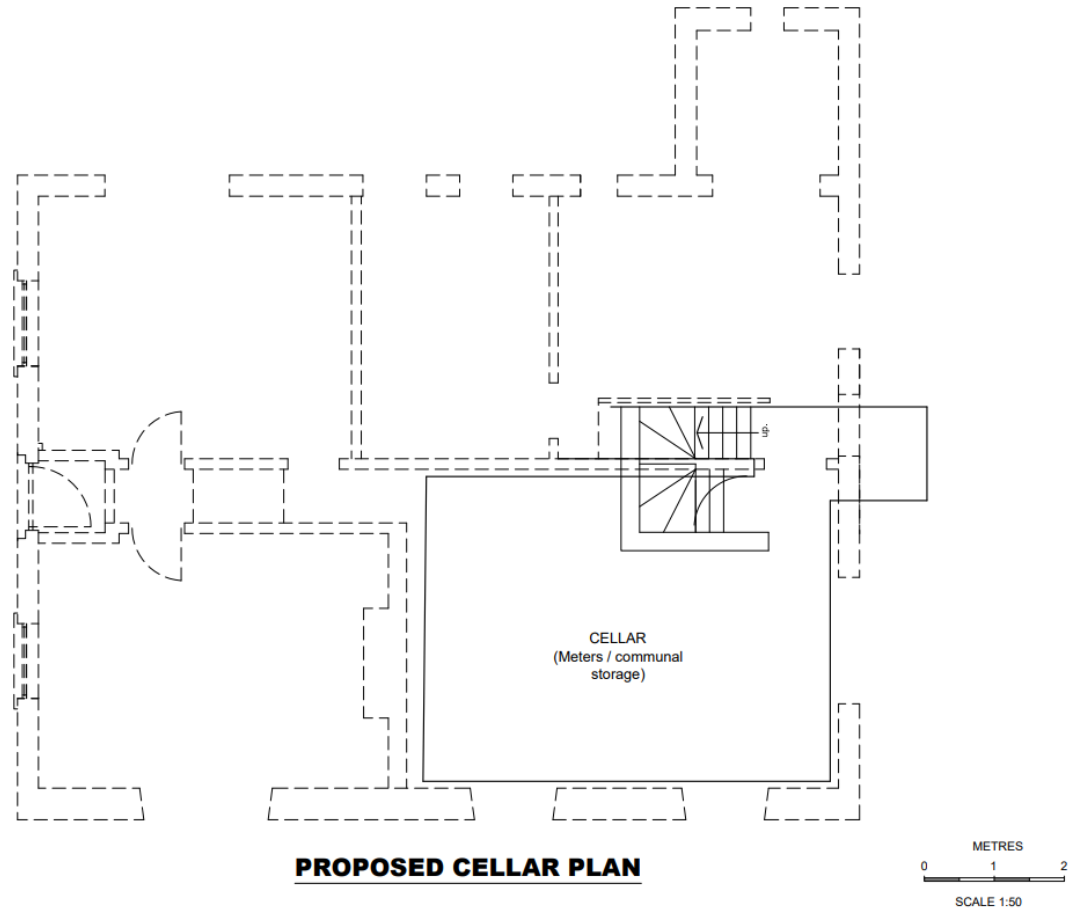 up.
CELLAR
(Meters / communal
storage)
PROPOSED CELLAR PLAN
METRES
0 1 2
SCALE 1:50